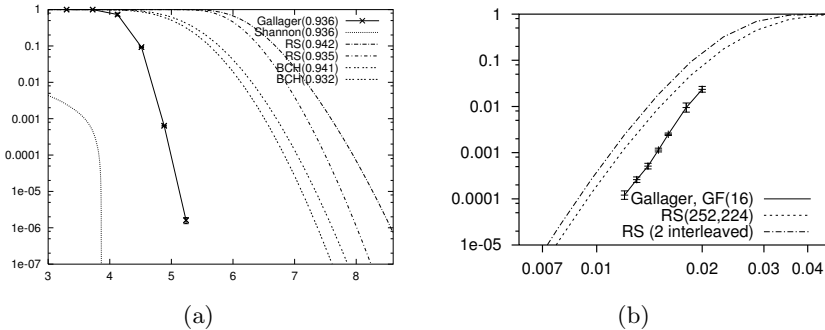 1
0.1
0.01
0.001
0.0001
1e-05
1e-06
1e-07
3 4 5 6 7 8
Gallager(0.936)
Shannon(0.936)
RS(0.942)
RS(0.935)
BCH(0.941)
BCH(0.932)
(a)
1
0.1
0.01
0.001
0.0001
1e-05
0.007 0.01 0.02 0.03 0.04
Gallager, GF(16)
RS(252,224)
RS (2 interleaved)
(b)